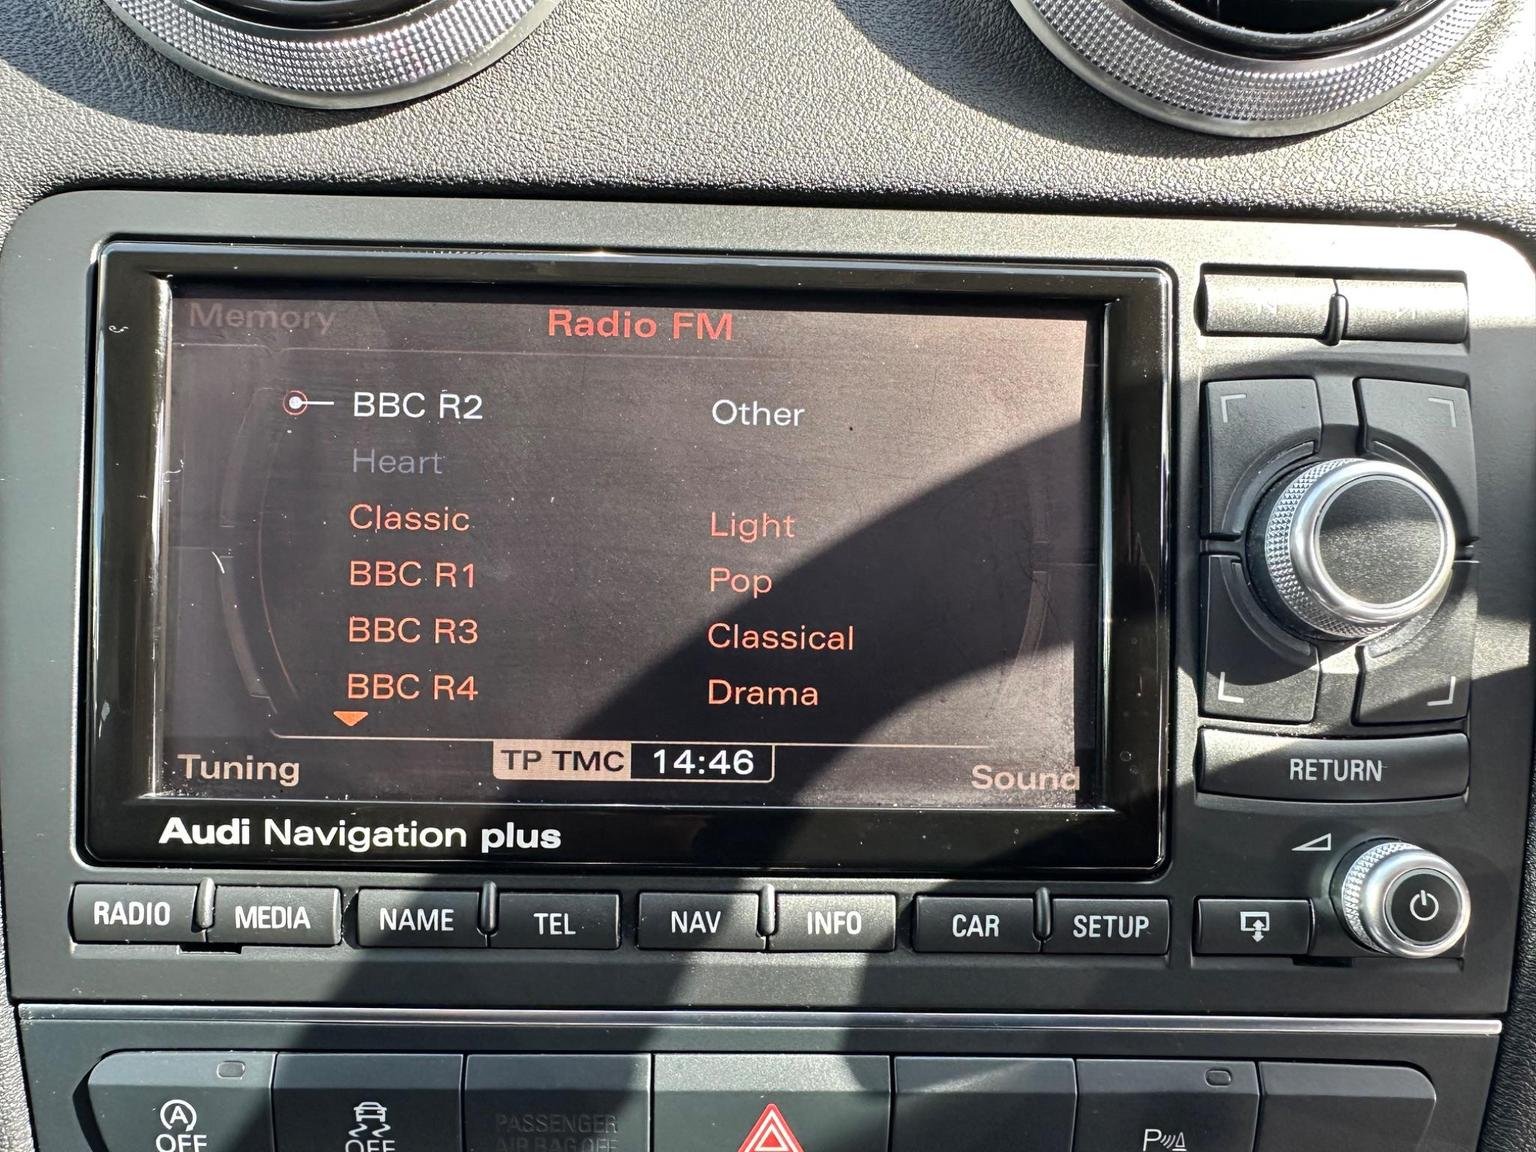 Memory
Radio FM
BBC R2 Other
Heart
Classic Light
BBC R1 Pop
BBC R3 Classical
BBC R4 Drama
Tuning TP TMC 14:46 Sound
Audi Navigation plus
RETURN
RADIO MEDIA NAME TEL NAV INFO CAR SETUP
A OFF
OFF
PASSENGER
AIR BAG OFF
P